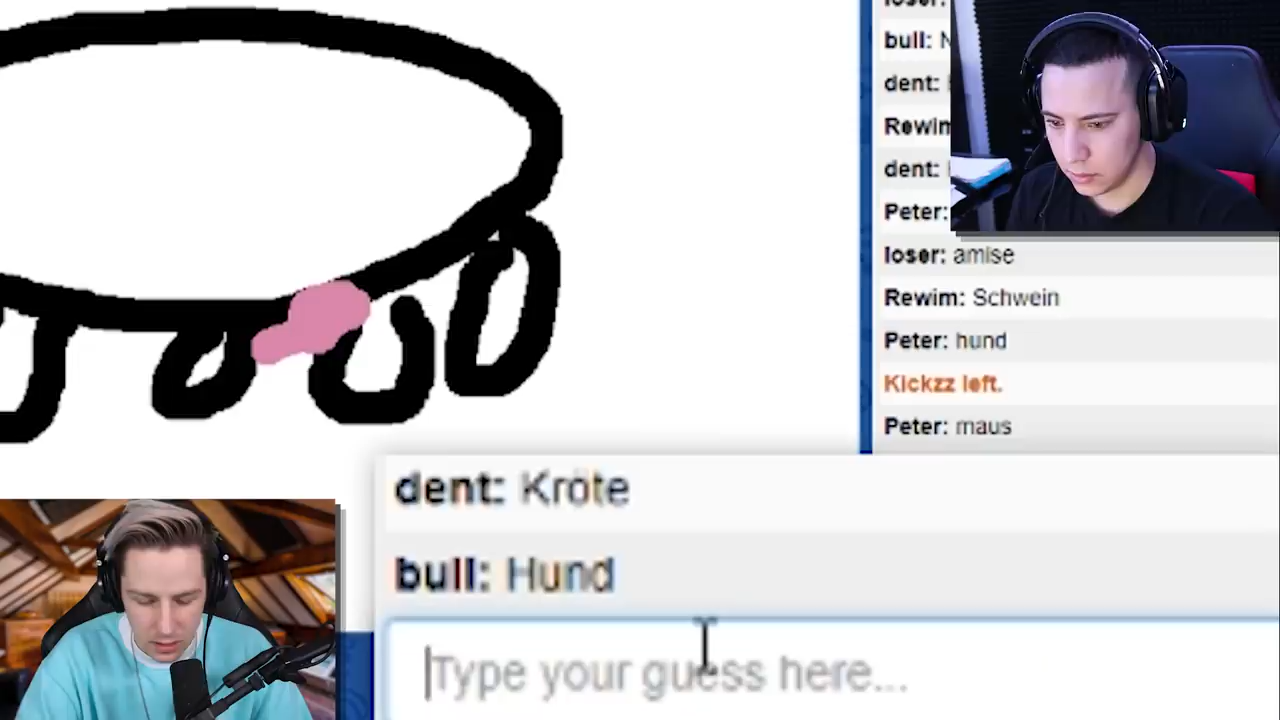 loser:
bull:
dent:
Rewim
dent:
Peter:
loser: amise
Rewim: Schwein
Peter: hund
Kickzz left.
Peter: maus
dent: Kröte
bull: Hund
Type your guess here...